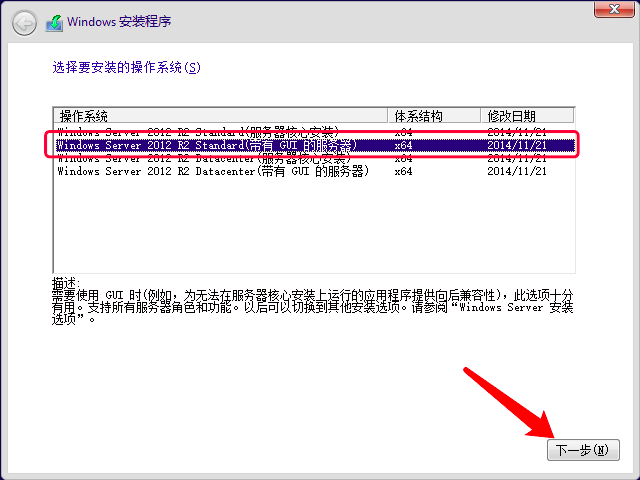 Windows 安装程序
选择要安装的操作系统(S)
操作系统 体系结构 修改日期
Windows Server 2012 R2 Standard(服务器核心安装) x64 2014/11/21
Windows Server 2012 R2 Standard(带有 GUI 的服务器) x64 2014/11/21
Windows Server 2012 R2 Datacenter(服务器核心安装) x64 2014/11/21
Windows Server 2012 R2 Datacenter(带有 GUI 的服务器) x64 2014/11/21
描述:
需要使用 GUI 时(例如，为无法在服务器核心安装上运行的应用程序提供向后兼容性)，此选项十分
有用。支持所有服务器角色和功能。以后可以切换到其他安装选项。请参阅“Windows Server 安装
选项”。
下一步(N)